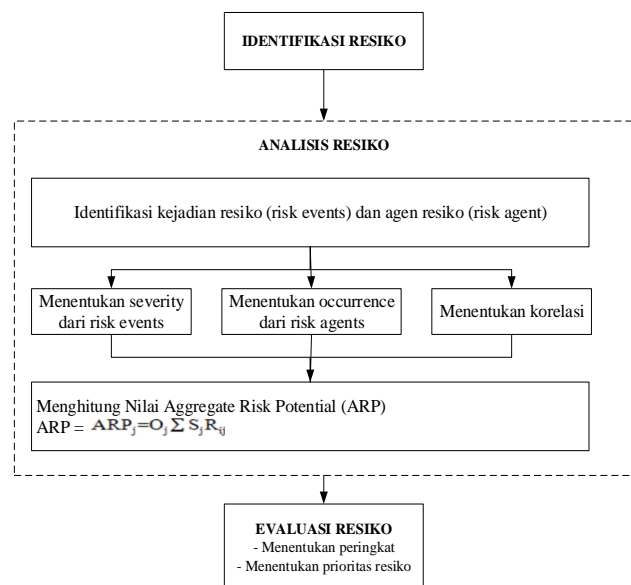 IDENTIFIKASI RESIKO
ANALISIS RESIKO
Identifikasi kejadian resiko (risk events) dan agen resiko (risk agent)
Menentukan severity
dari risk events
Menentukan occurrence
dari risk agents
Menentukan korelasi
Menghitung Nilai Aggregate Risk Potential (ARP)
ARP = ARPj=Oj∑ SjRij
EVALUASI RESIKO
- Menentukan peringkat
- Menentukan prioritas resiko